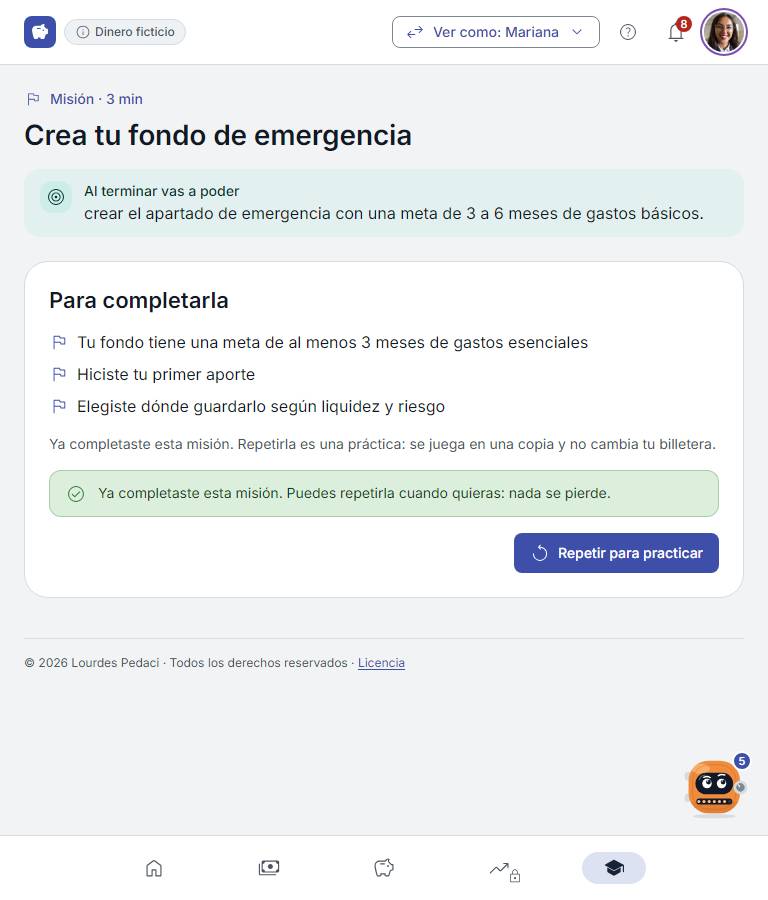 Dinero ficticio
Ver como: Mariana
8
Misión · 3 min
Crea tu fondo de emergencia
Al terminar vas a poder
crear el apartado de emergencia con una meta de 3 a 6 meses de gastos básicos.
Para completarla
Tu fondo tiene una meta de al menos 3 meses de gastos esenciales
Hiciste tu primer aporte
Elegiste dónde guardarlo según liquidez y riesgo
Ya completaste esta misión. Repetirla es una práctica: se juega en una copia y no cambia tu billetera.
Ya completaste esta misión. Puedes repetirla cuando quieras: nada se pierde.
Repetir para practicar
© 2026 Lourdes Pedaci · Todos los derechos reservados · Licencia
5